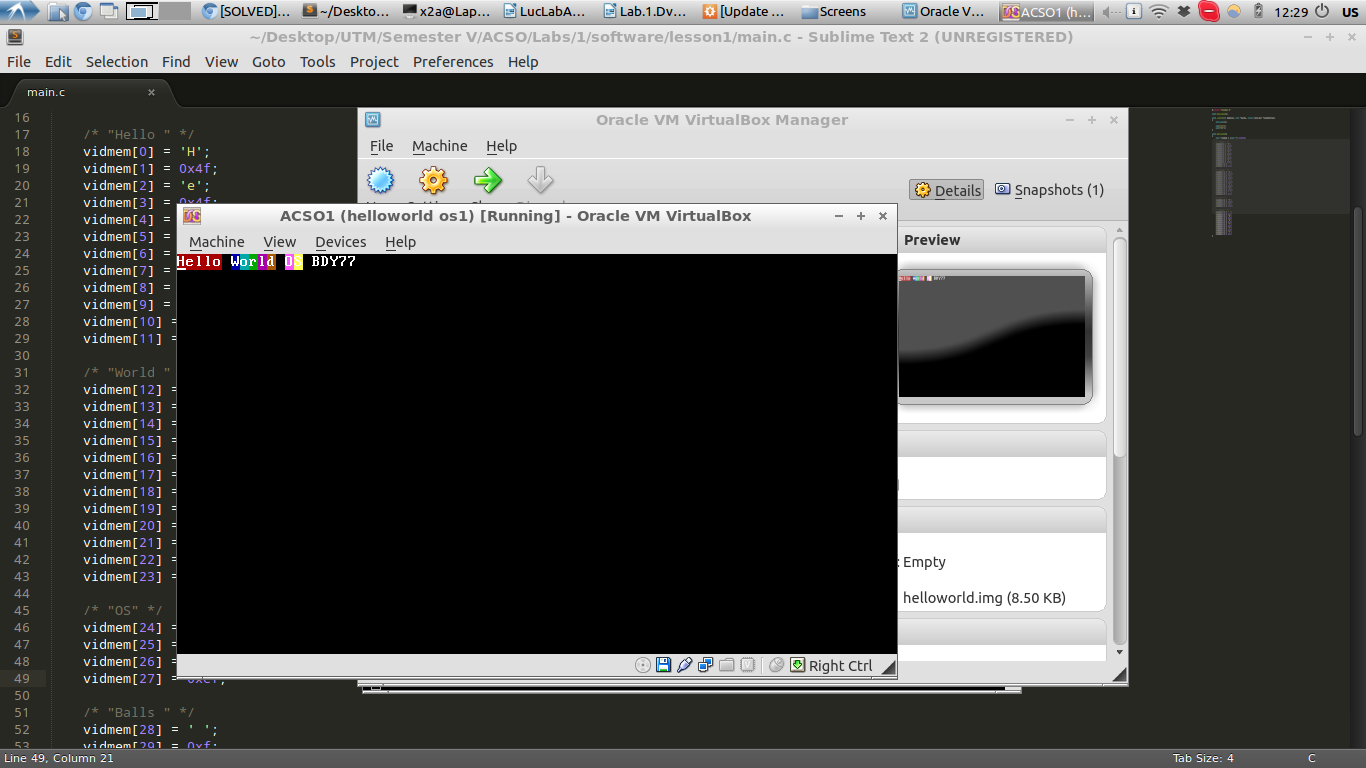 [SOLVED]...
~/Deskto...
x2a@Lap...
LucLabA...
Lab.1.Dv...
[Update ...
Screens
Oracle V...
ACSO1 (h...
12:29
US
~/Desktop/UTM/Semester V/ACSO/Labs/1/software/lesson1/main.c - Sublime Text 2 (UNREGISTERED)
File Edit Selection Find View Goto Tools Project Preferences Help
main.c
16
17 /* "Hello " */
18 vidmem[0] = 'H';
19 vidmem[1] = 0x4f;
20 vidmem[2] = 'e';
21 vidmem[3] = 0x4f;
22 vidmem[4] =
23 vidmem[5] =
24 vidmem[6] =
25 vidmem[7] =
26 vidmem[8] =
27 vidmem[9] =
28 vidmem[10] =
29 vidmem[11] =
30
31 /* "World "
32 vidmem[12] =
33 vidmem[13] =
34 vidmem[14] =
35 vidmem[15] =
36 vidmem[16] =
37 vidmem[17] =
38 vidmem[18] =
39 vidmem[19] =
40 vidmem[20] =
41 vidmem[21] =
42 vidmem[22] =
43 vidmem[23] =
44
45 /* "OS" */
46 vidmem[24] =
47 vidmem[25] =
48 vidmem[26] =
49 vidmem[27] = 0xef;
50
51 /* "Balls " */
52 vidmem[28] = ' ';
53 vidmem[29] = 0xf;
Oracle VM VirtualBox Manager
File Machine Help
Details
Snapshots (1)
Preview
: Empty
helloworld.img (8.50 KB)
ACSO1 (helloworld os1) [Running] - Oracle VM VirtualBox
Machine View Devices Help
Hello World OS BDY77
Right Ctrl
Line 49, Column 21
Tab Size: 4
C